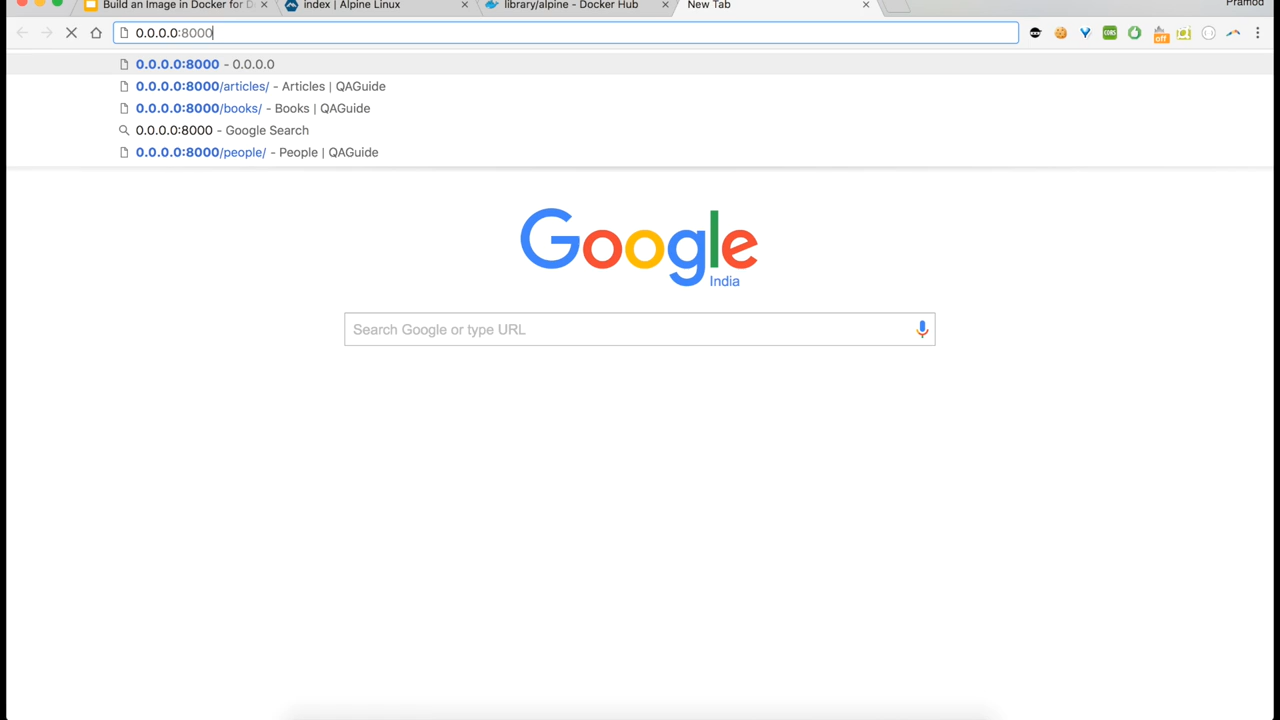 Build an Image in Docker for D
index | Alpine Linux
library/alpine - Docker Hub
New Tab
Pramod
0.0.0.0:8000
CORS
off
0.0.0.0:8000 - 0.0.0.0
0.0.0.0:8000/articles/ - Articles | QAGuide
0.0.0.0:8000/books/ - Books | QAGuide
0.0.0.0:8000 - Google Search
0.0.0.0:8000/people/ - People | QAGuide
Google
India
Search Google or type URL